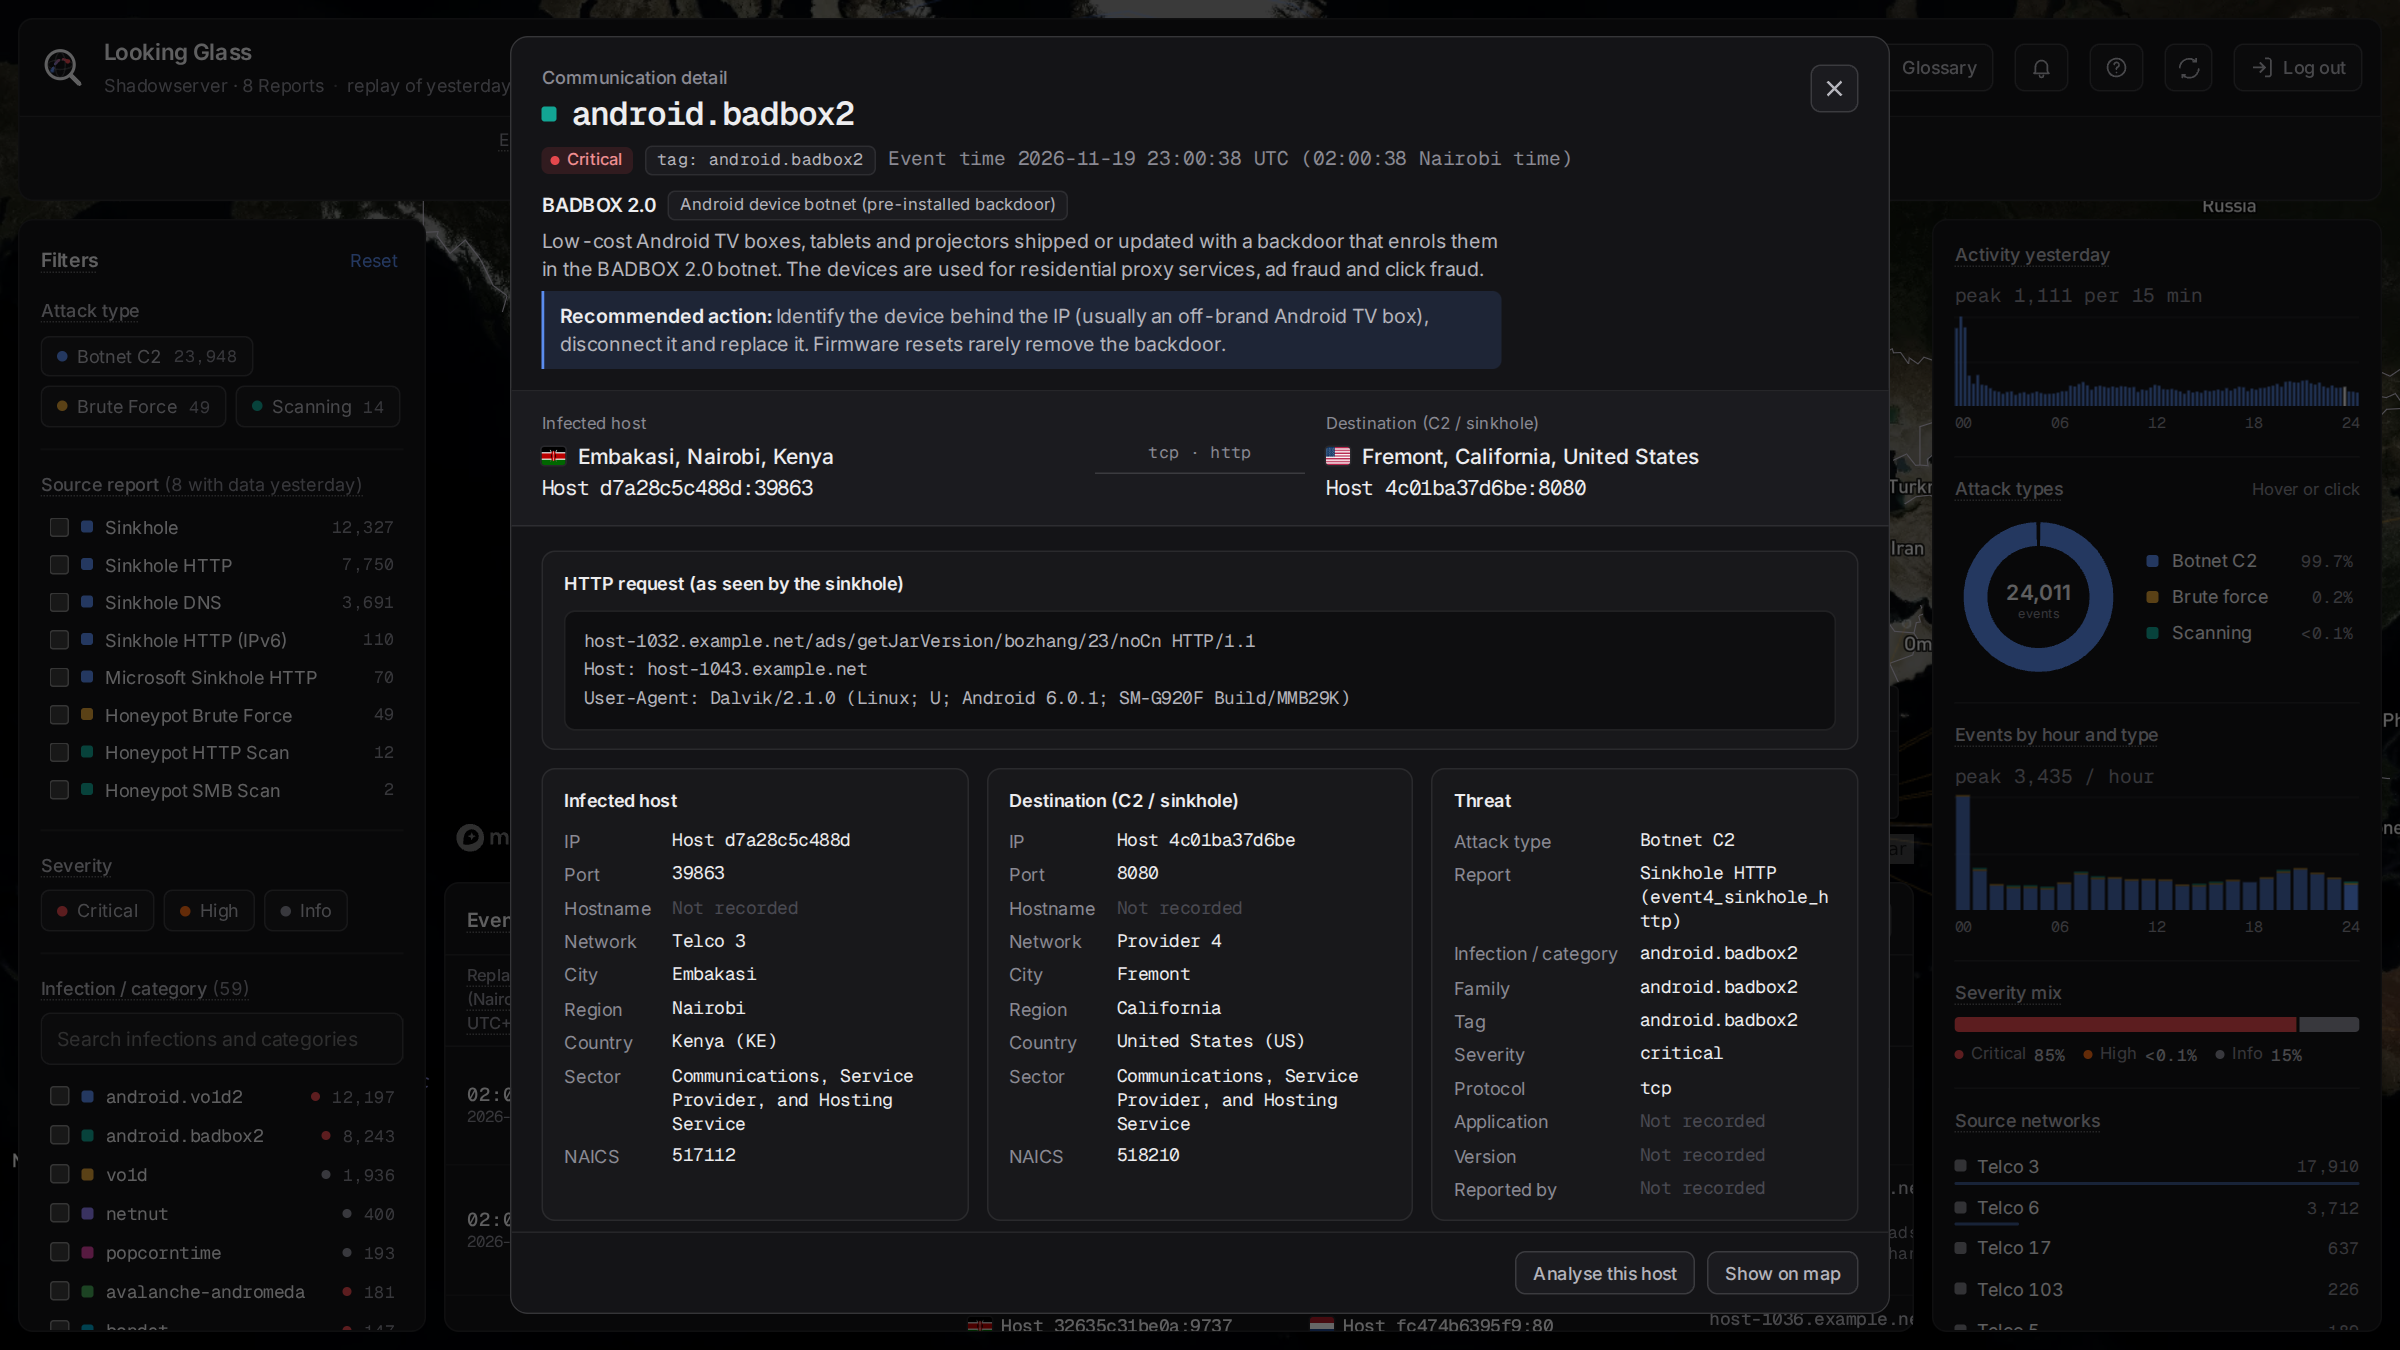 Looking Glass
Shadowserver · 8 Reports · replay of yesterday
Glossary
Log out
Communication detail
android.badbox2
Critical
tag: android.badbox2
Event time 2026-11-19 23:00:38 UTC (02:00:38 Nairobi time)
BADBOX 2.0
Android device botnet (pre-installed backdoor)
Low-cost Android TV boxes, tablets and projectors shipped or updated with a backdoor that enrols them
in the BADBOX 2.0 botnet. The devices are used for residential proxy services, ad fraud and click fraud.
Recommended action: Identify the device behind the IP (usually an off-brand Android TV box),
disconnect it and replace it. Firmware resets rarely remove the backdoor.
Infected host
Embakasi, Nairobi, Kenya
Host d7a28c5c488d:39863
tcp · http
Destination (C2 / sinkhole)
Fremont, California, United States
Host 4c01ba37d6be:8080
HTTP request (as seen by the sinkhole)
host-1032.example.net/ads/getJarVersion/bozhang/23/noCn HTTP/1.1
Host: host-1043.example.net
User-Agent: Dalvik/2.1.0 (Linux; U; Android 6.0.1; SM-G920F Build/MMB29K)
Infected host
IP Host d7a28c5c488d
Port 39863
Hostname Not recorded
Network Telco 3
City Embakasi
Region Nairobi
Country Kenya (KE)
Sector Communications, Service
Provider, and Hosting
Service
NAICS 517112
Destination (C2 / sinkhole)
IP Host 4c01ba37d6be
Port 8080
Hostname Not recorded
Network Provider 4
City Fremont
Region California
Country United States (US)
Sector Communications, Service
Provider, and Hosting
Service
NAICS 518210
Threat
Attack type Botnet C2
Report Sinkhole HTTP
(event4_sinkhole_h
ttp)
Infection / category android.badbox2
Family android.badbox2
Tag android.badbox2
Severity critical
Protocol tcp
Application Not recorded
Version Not recorded
Reported by Not recorded
Analyse this host
Show on map
Filters
Reset
Attack type
Botnet C2 23,948
Brute Force 49
Scanning 14
Source report (8 with data yesterday)
Sinkhole 12,327
Sinkhole HTTP 7,750
Sinkhole DNS 3,691
Sinkhole HTTP (IPv6) 110
Microsoft Sinkhole HTTP 70
Honeypot Brute Force 49
Honeypot HTTP Scan 12
Honeypot SMB Scan 2
Severity
Critical
High
Info
Infection / category (59)
Search infections and categories
android.vo1d2 12,197
android.badbox2 8,243
vo1d 1,936
netnut 400
popcorntime 193
avalanche-andromeda 181
Russia
Iran
Activity yesterday
peak 1,111 per 15 min
00 06 12 18 24
Attack types
Hover or click
24,011
events
Botnet C2 99.7%
Brute force 0.2%
Scanning <0.1%
Events by hour and type
peak 3,435 / hour
00 06 12 18 24
Severity mix
Critical 85% High <0.1% Info 15%
Source networks
Telco 3 17,910
Telco 6 3,712
Telco 17 637
Telco 103 226
Telco 5
Host 32635c31be0a:9737
Host fc474b6395f9:80